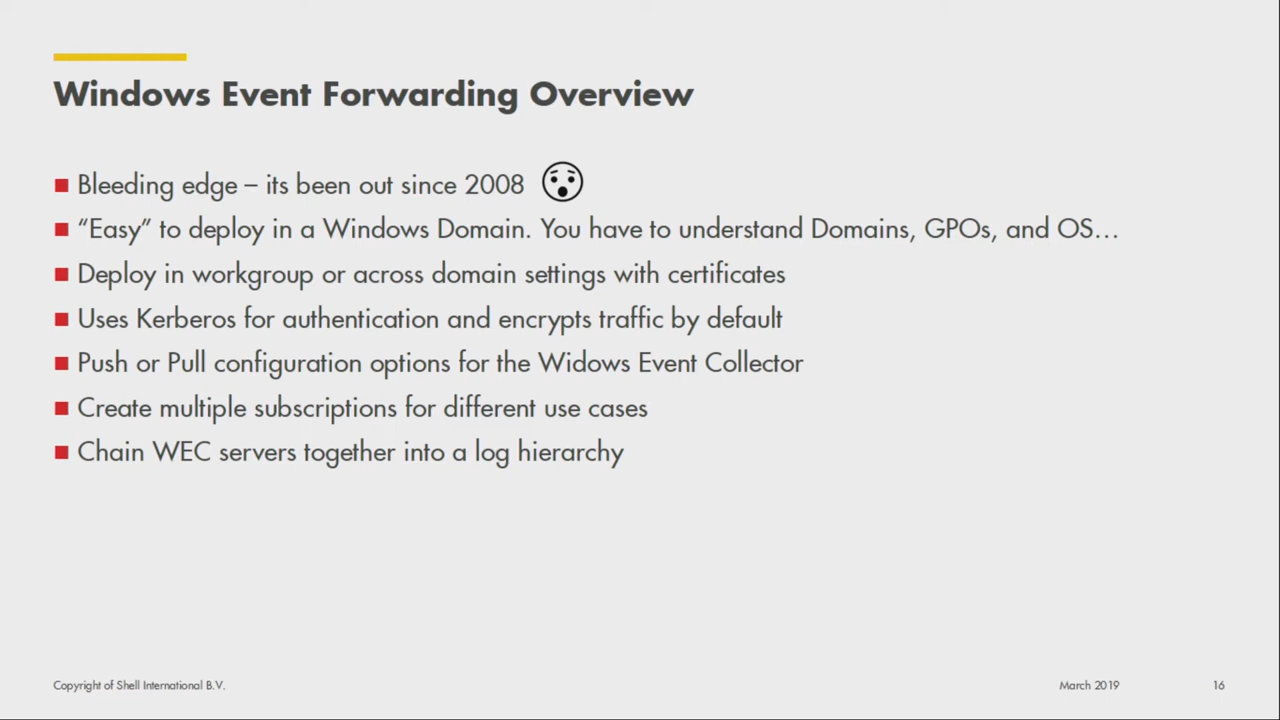 Windows Event Forwarding Overview
Bleeding edge – its been out since 2008
“Easy” to deploy in a Windows Domain. You have to understand Domains, GPOs, and OS…
Deploy in workgroup or across domain settings with certificates
Uses Kerberos for authentication and encrypts traffic by default
Push or Pull configuration options for the Widows Event Collector
Create multiple subscriptions for different use cases
Chain WEC servers together into a log hierarchy
Copyright of Shell International B.V.
March 2019
16